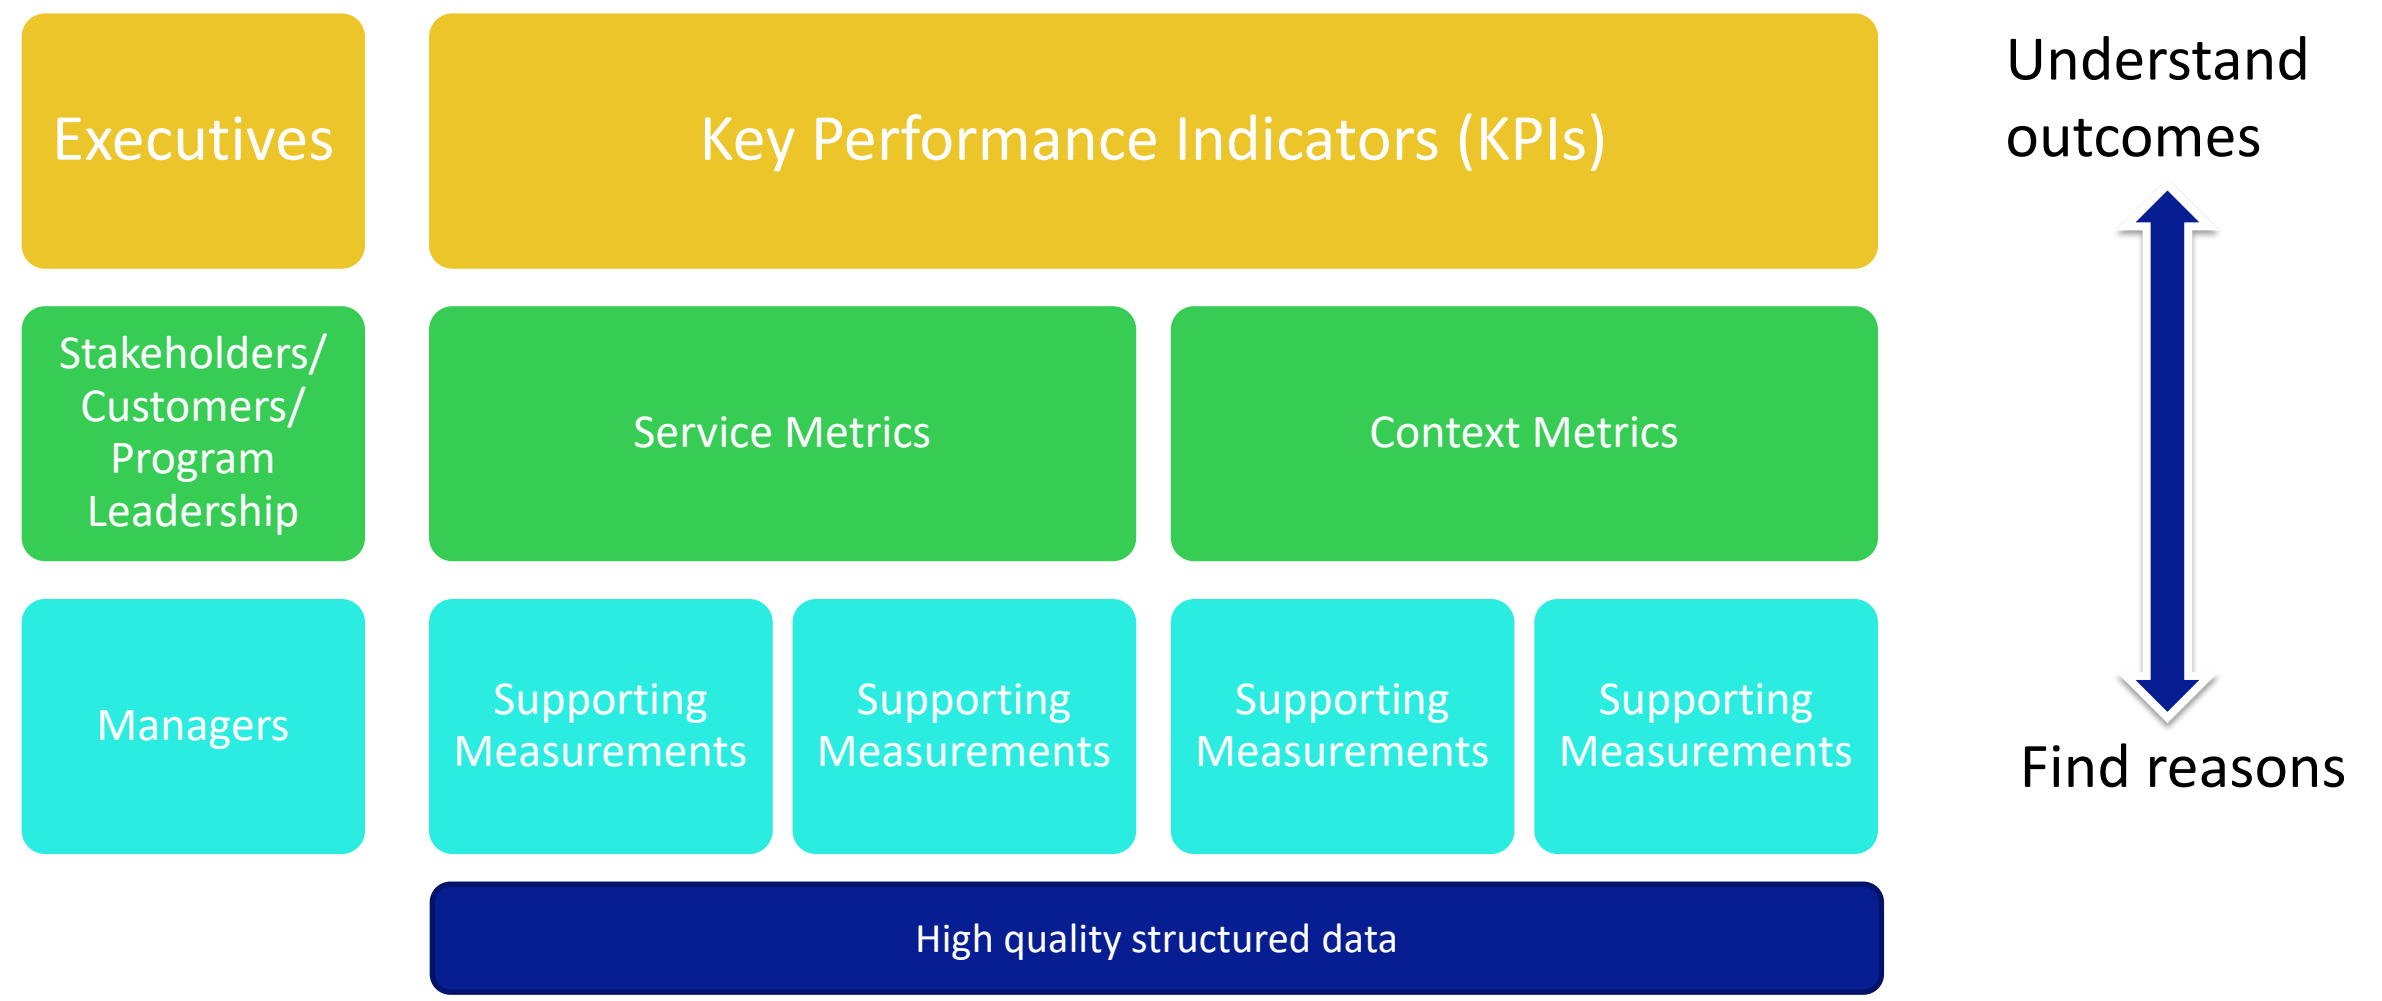 Executives
Key Performance Indicators (KPIs)
Understand
outcomes
Stakeholders/
Customers/
Program
Leadership
Service Metrics
Context Metrics
Managers
Supporting
Measurements
Supporting
Measurements
Supporting
Measurements
Supporting
Measurements
Find reasons
High quality structured data